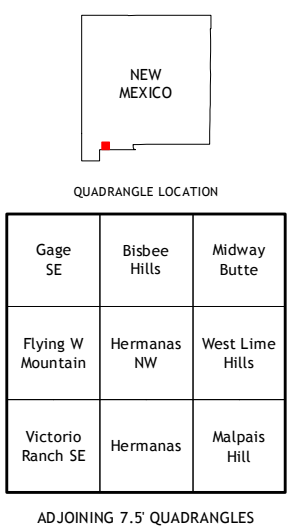 NEW
MEXICO
QUADRANGLE LOCATION
Gage
SE
Bisbee
Hills
Midway
Butte
Flying W
Mountain
Hermanas
NW
West Lime
Hills
Victorio
Ranch SE
Hermanas
Malpais
Hill
ADJOINING 7.5' QUADRANGLES